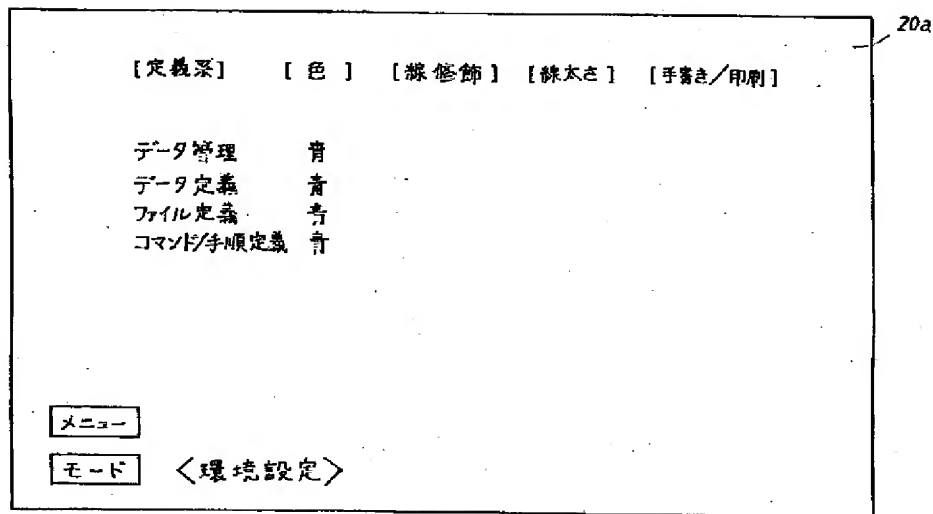 20a
[定義系] [色] [線修飾] [線太さ] [手書き/印刷]
データ管理 青
データ定義 青
ファイル定義 青
コマンド/手順定義 青
メニュー
モード <環境設定>